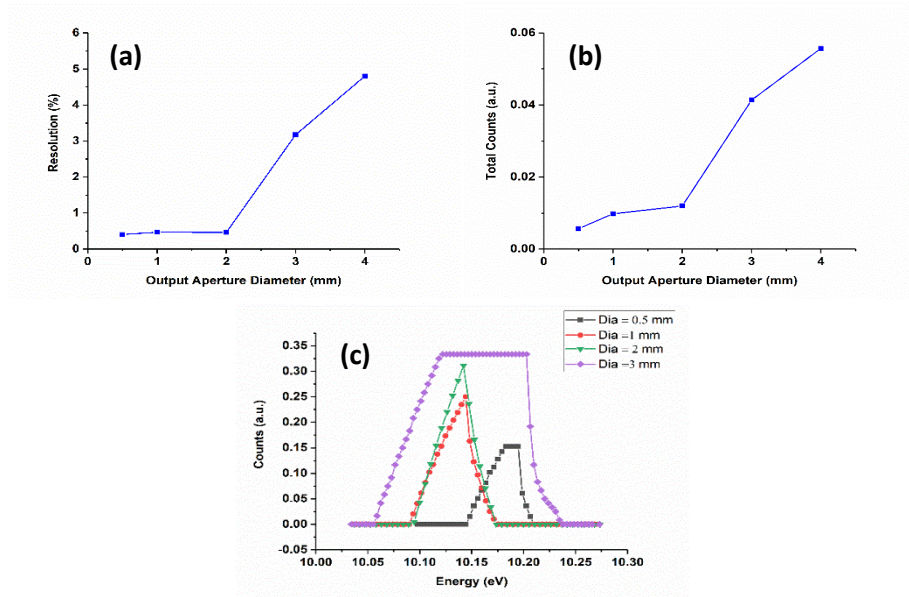 (a)
6
5
4
3
2
1
0
0 1 2 3 4
Resolution (%)
Output Aperture Diameter (mm)
(b)
0.06
0.04
0.02
0.00
0 1 2 3 4
Total Counts (a.u.)
Output Aperture Diameter (mm)
(c)
Dia = 0.5 mm
Dia =1 mm
Dia = 2 mm
Dia =3 mm
0.35
0.30
0.25
0.20
0.15
0.10
0.05
0.00
-0.05
10.00 10.05 10.10 10.15 10.20 10.25 10.30
Counts (a.u.)
Energy (eV)